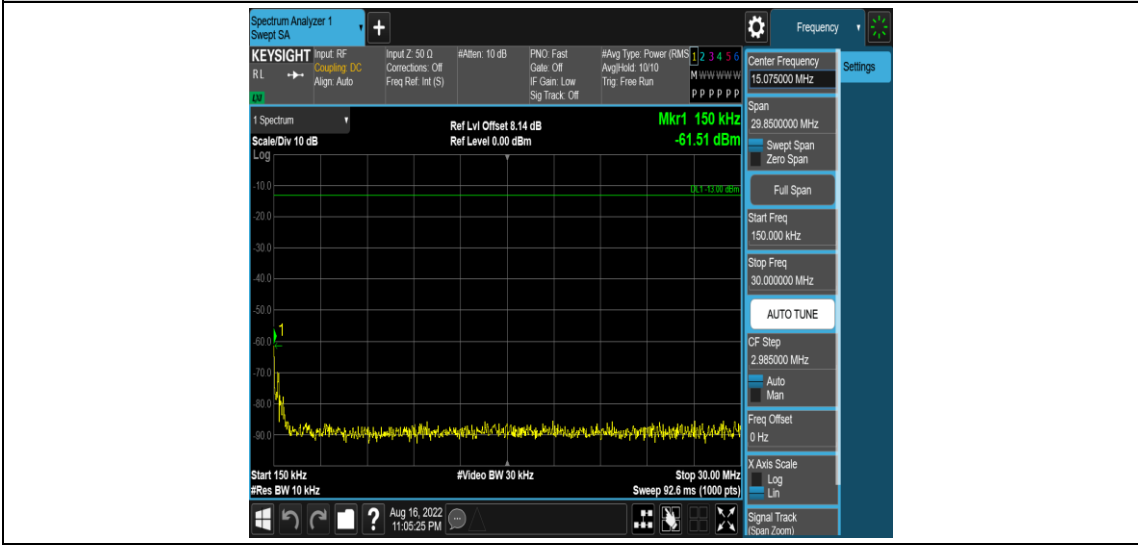 Spectrum Analyzer 1
Swept SA
Frequency
KEYSIGHT
RL
LXI
Input: RF
Coupling: DC
Align: Auto
Input Z: 50 Ω
Corrections: Off
Freq Ref: Int (S)
#Atten: 10 dB
PNO: Fast
Gate: Off
IF Gain: Low
Sig Track: Off
#Avg Type: Power (RMS
Avg|Hold: 10/10
Trig: Free Run
1 2 3 4 5 6
M W W W W W
P P P P P P
1 Spectrum
Scale/Div 10 dB
Log
Ref Lvl Offset 8.14 dB
Ref Level 0.00 dBm
Mkr1 150 kHz
-61.51 dBm
DL1 -13.00 dBm
-10.0
-20.0
-30.0
-40.0
-50.0
-60.0
-70.0
-80.0
-90.0
1
Start 150 kHz
#Res BW 10 kHz
#Video BW 30 kHz
Stop 30.00 MHz
Sweep 92.6 ms (1000 pts)
Aug 16, 2022
11:05:25 PM
Center Frequency
15.075000 MHz
Settings
Span
29.8500000 MHz
Swept Span
Zero Span
Full Span
Start Freq
150.000 kHz
Stop Freq
30.000000 MHz
AUTO TUNE
CF Step
2.985000 MHz
Auto
Man
Freq Offset
0 Hz
X Axis Scale
Log
Lin
Signal Track
(Span Zoom)